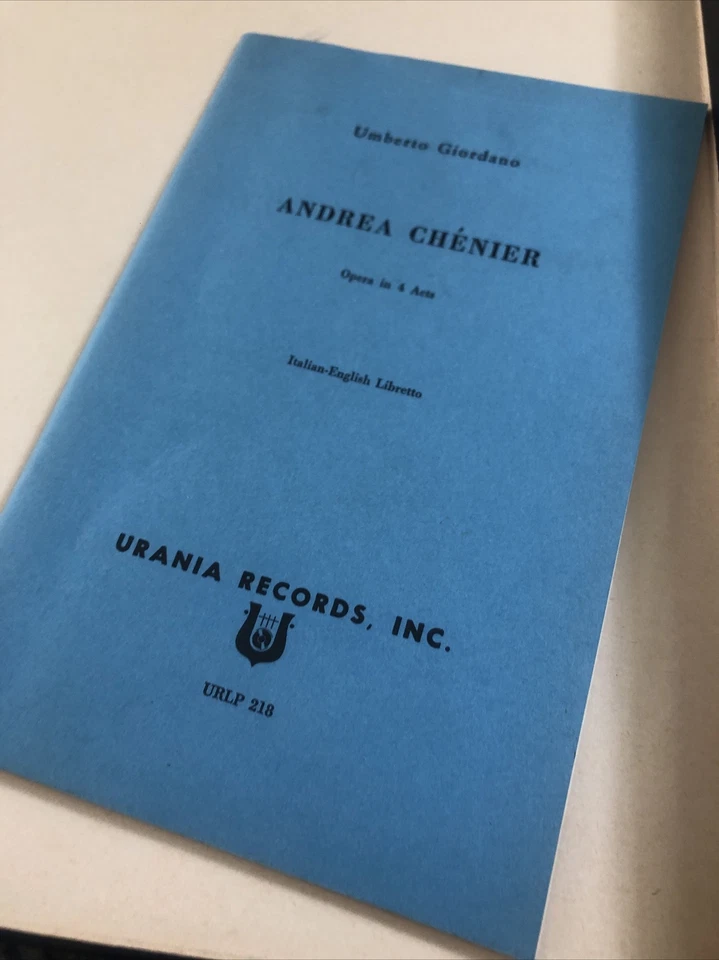 Umberto Giordano
ANDREA CHÉNIER
Opera in 4 Acts
Italian-English Libretto
URANIA RECORDS, INC.
URLP 218